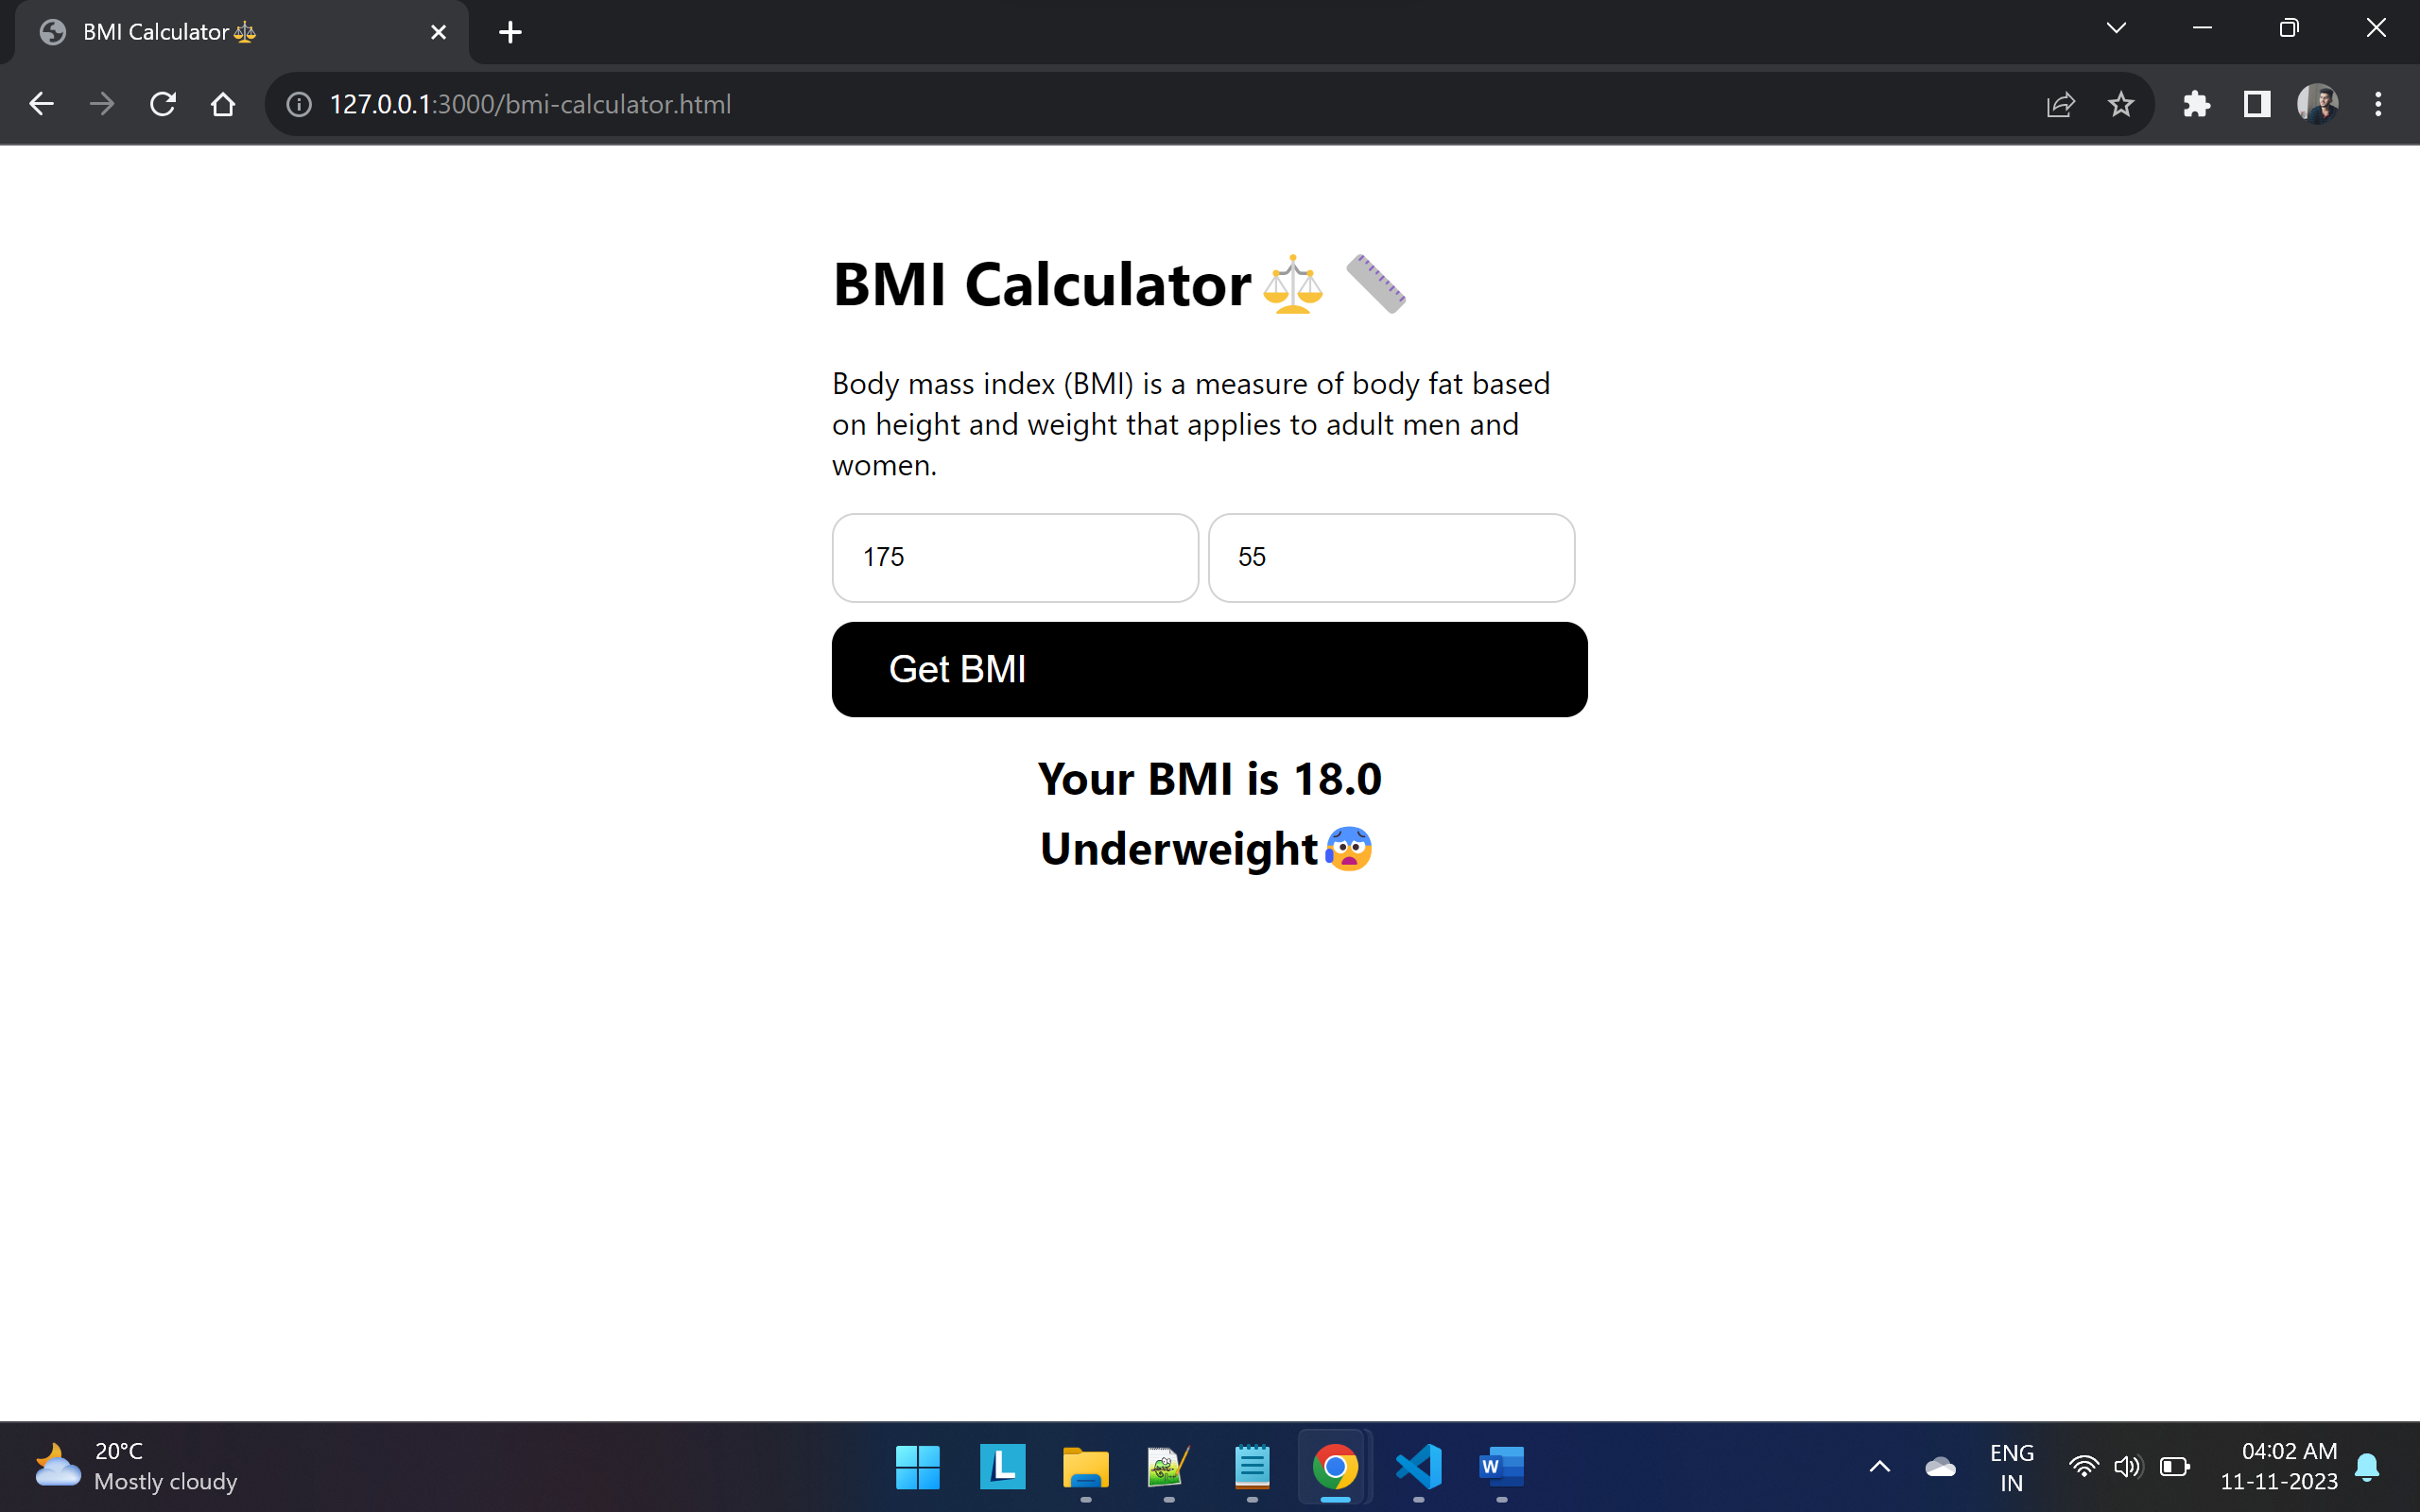 BMI Calculator⚖️
127.0.0.1:3000/bmi-calculator.html
BMI Calculator⚖️ 📏
Body mass index (BMI) is a measure of body fat based
on height and weight that applies to adult men and
women.
175 55
Get BMI
Your BMI is 18.0
Underweight😰
20°C
Mostly cloudy
L
W
ENG
IN
04:02 AM
11-11-2023